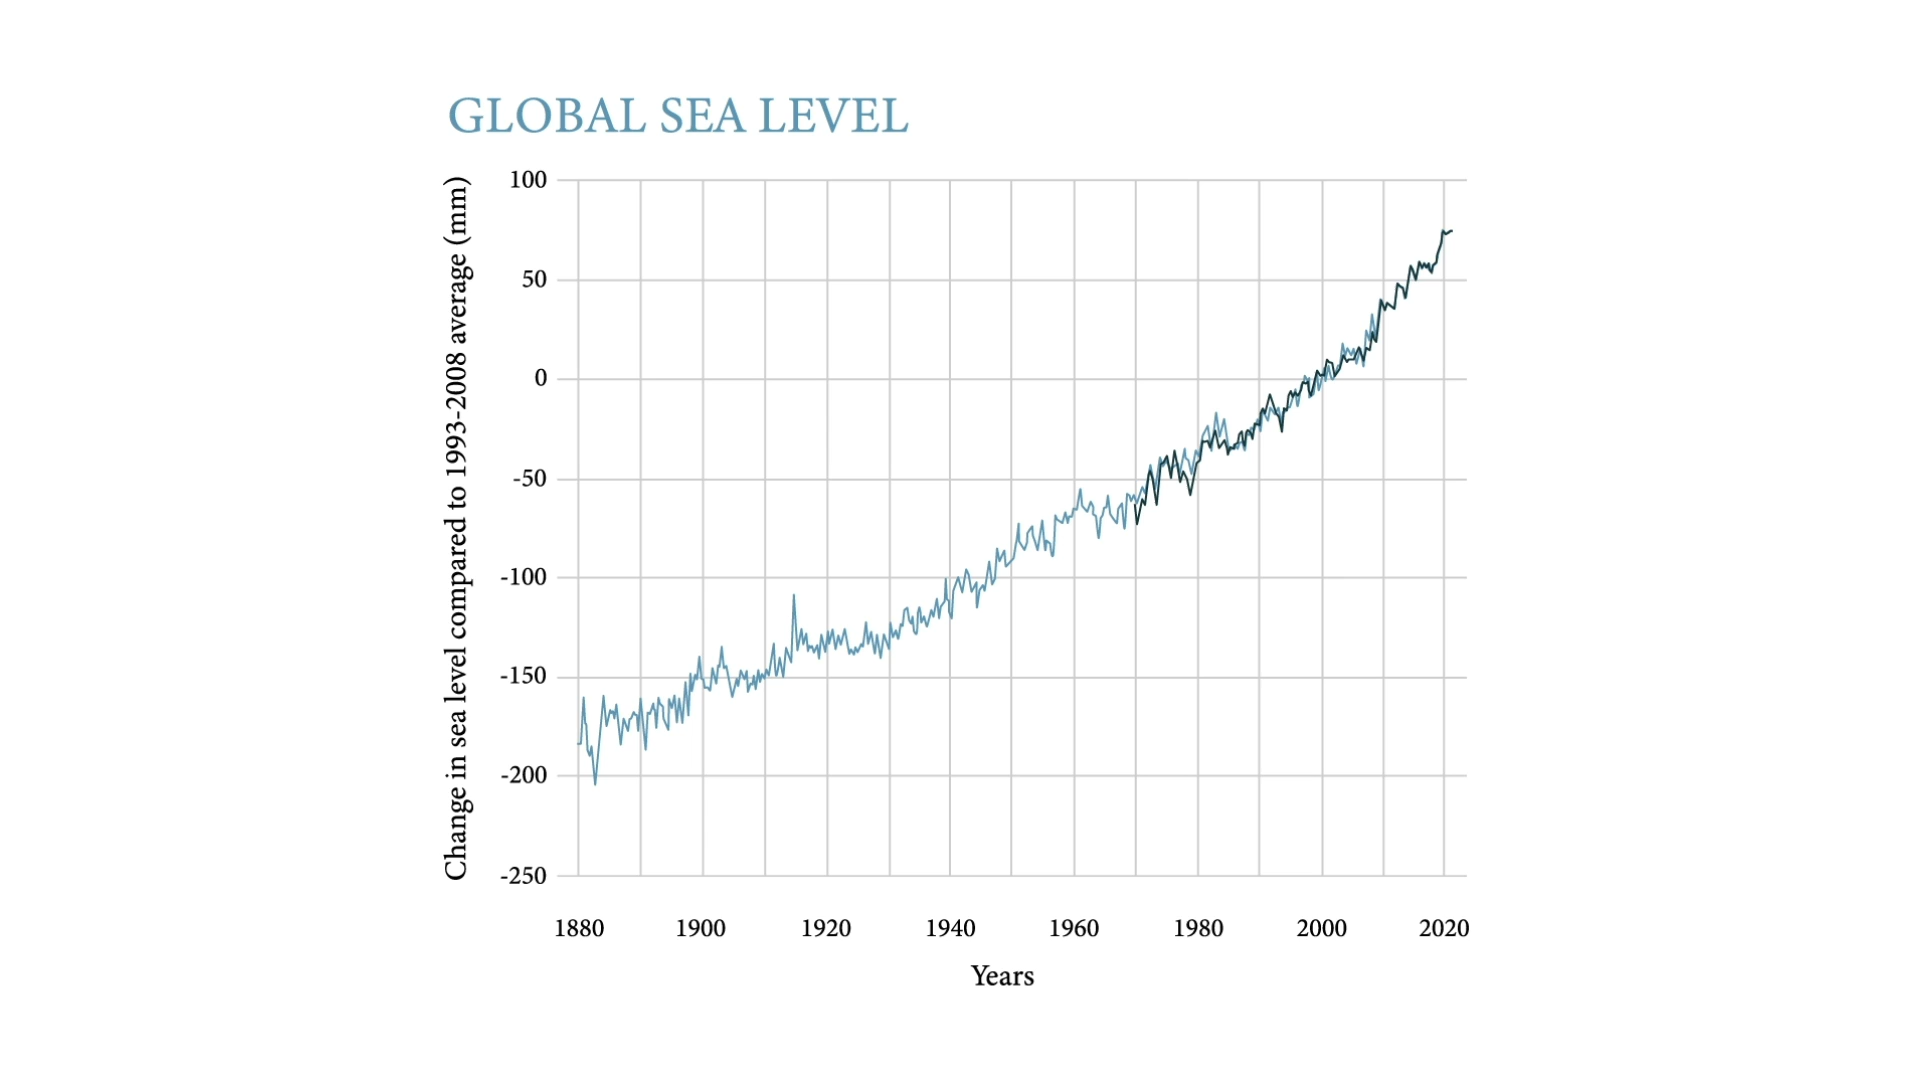 GLOBAL SEA LEVEL
Change in sea level compared to 1993-2008 average (mm)
100
50
0
-50
-100
-150
-200
-250
1880 1900 1920 1940 1960 1980 2000 2020
Years